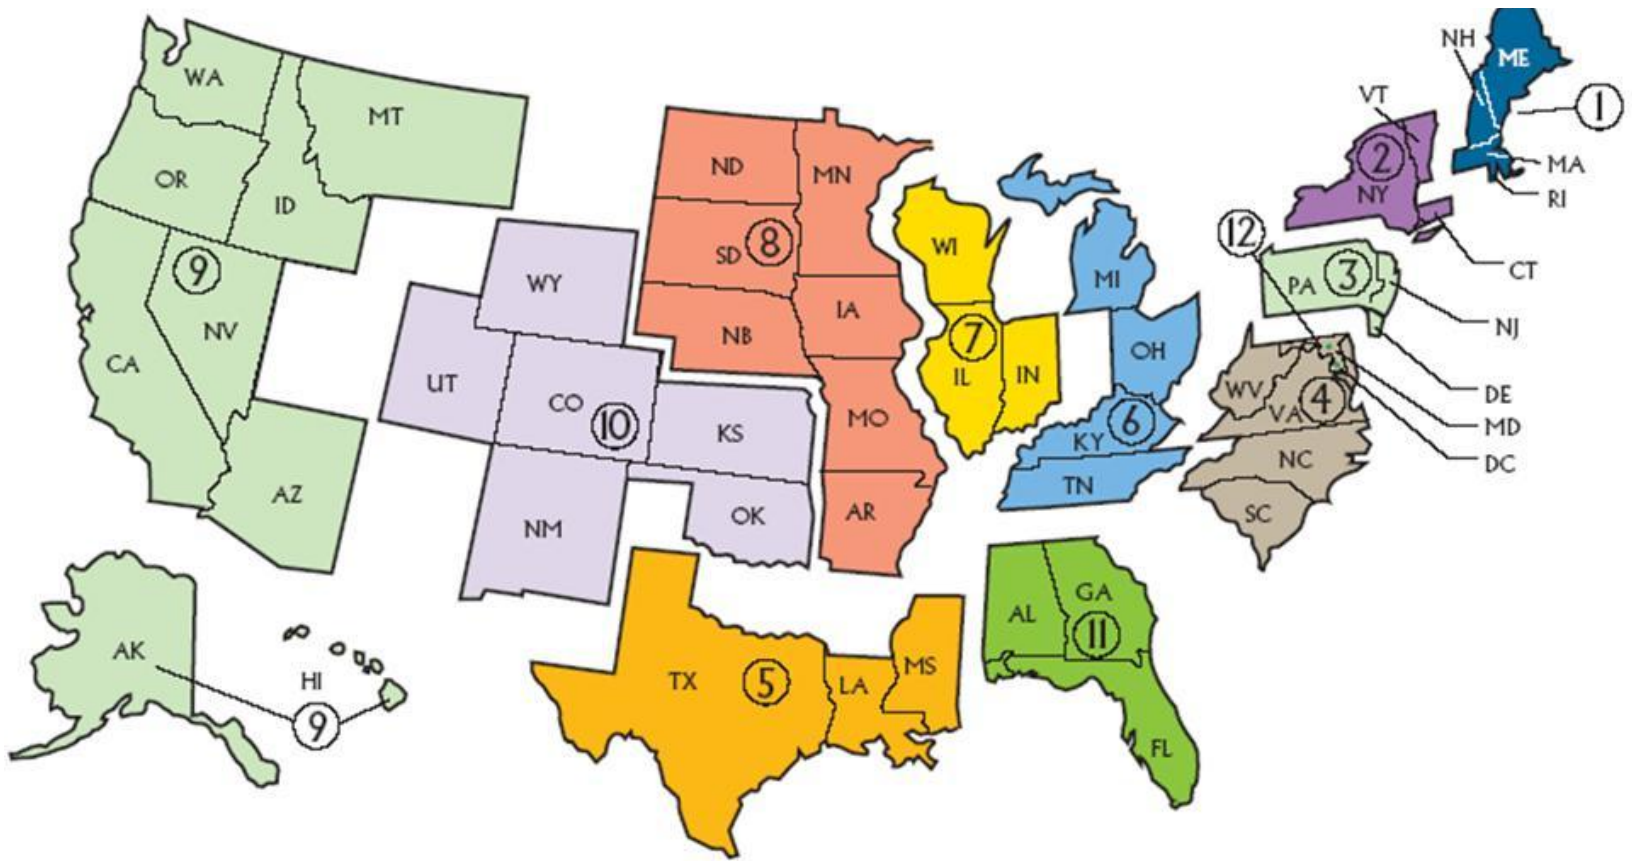 WA
MT
OR
ID
9
NV
CA
AZ
WY
UT
CO
10
KS
NM
OK
ND
MN
SD
8
NB
IA
MO
AR
WI
7
IL
IN
MI
OH
KY
6
TN
NH
ME
1
VT
2
NY
MA
RI
12
PA
3
CT
NJ
WV
VA
4
DE
MD
DC
NC
SC
AK
HI
9
TX
5
LA
MS
AL
GA
11
FL